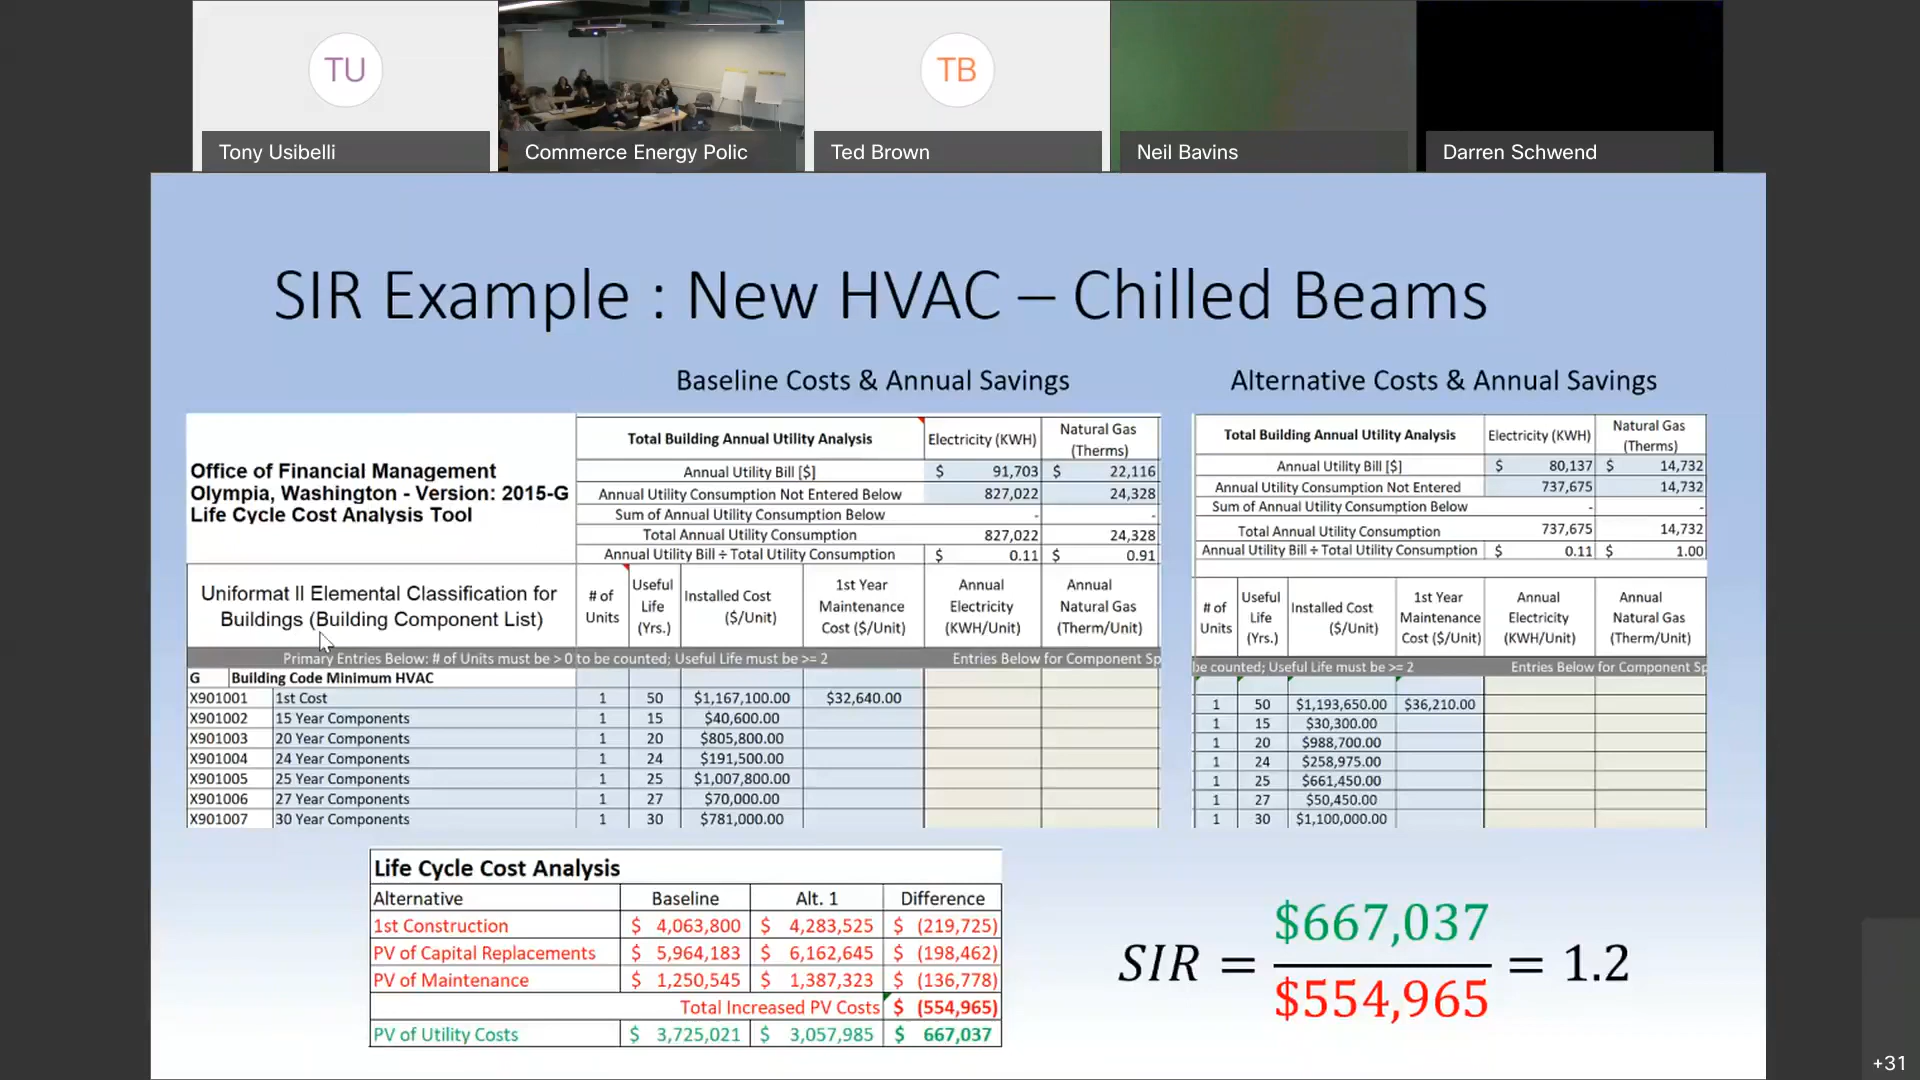 TU
TB
Tony Usibelli
Commerce Energy Polic
Ted Brown
Neil Bavins
Darren Schwend
SIR Example : New HVAC – Chilled Beams
Baseline Costs & Annual Savings
Alternative Costs & Annual Savings
Office of Financial Management
Olympia, Washington - Version: 2015-G
Life Cycle Cost Analysis Tool
Total Building Annual Utility Analysis Electricity (KWH) Natural Gas (Therms)
Annual Utility Bill [$] $ 91,703 $ 22,116
Annual Utility Consumption Not Entered Below 827,022 24,328
Sum of Annual Utility Consumption Below - -
Total Annual Utility Consumption 827,022 24,328
Annual Utility Bill ÷ Total Utility Consumption $ 0.11 $ 0.91
Uniformat II Elemental Classification for
Buildings (Building Component List)
# of Units Useful Life (Yrs.) Installed Cost ($/Unit) 1st Year Maintenance Cost ($/Unit) Annual Electricity (KWH/Unit) Annual Natural Gas (Therm/Unit)
Primary Entries Below: # of Units must be > 0 to be counted; Useful Life must be >= 2 Entries Below for Component Sp
G Building Code Minimum HVAC
X901001 1st Cost 1 50 $1,167,100.00 $32,640.00
X901002 15 Year Components 1 15 $40,600.00
X901003 20 Year Components 1 20 $805,800.00
X901004 24 Year Components 1 24 $191,500.00
X901005 25 Year Components 1 25 $1,007,800.00
X901006 27 Year Components 1 27 $70,000.00
X901007 30 Year Components 1 30 $781,000.00
Total Building Annual Utility Analysis Electricity (KWH) Natural Gas (Therms)
Annual Utility Bill [$] $ 80,137 $ 14,732
Annual Utility Consumption Not Entered 737,675 14,732
Sum of Annual Utility Consumption Below - -
Total Annual Utility Consumption 737,675 14,732
Annual Utility Bill ÷ Total Utility Consumption $ 0.11 $ 1.00
# of Units Useful Life (Yrs.) Installed Cost ($/Unit) 1st Year Maintenance Cost ($/Unit) Annual Electricity (KWH/Unit) Annual Natural Gas (Therm/Unit)
be counted; Useful Life must be >= 2 Entries Below for Component Sp
1 50 $1,193,650.00 $36,210.00
1 15 $30,300.00
1 20 $988,700.00
1 24 $258,975.00
1 25 $661,450.00
1 27 $50,450.00
1 30 $1,100,000.00
Life Cycle Cost Analysis
Alternative Baseline Alt. 1 Difference
1st Construction $ 4,063,800 $ 4,283,525 $ (219,725)
PV of Capital Replacements $ 5,964,183 $ 6,162,645 $ (198,462)
PV of Maintenance $ 1,250,545 $ 1,387,323 $ (136,778)
Total Increased PV Costs $ (554,965)
PV of Utility Costs $ 3,725,021 $ 3,057,985 $ 667,037
$667,037
SIR = = 1.2
$554,965
+31